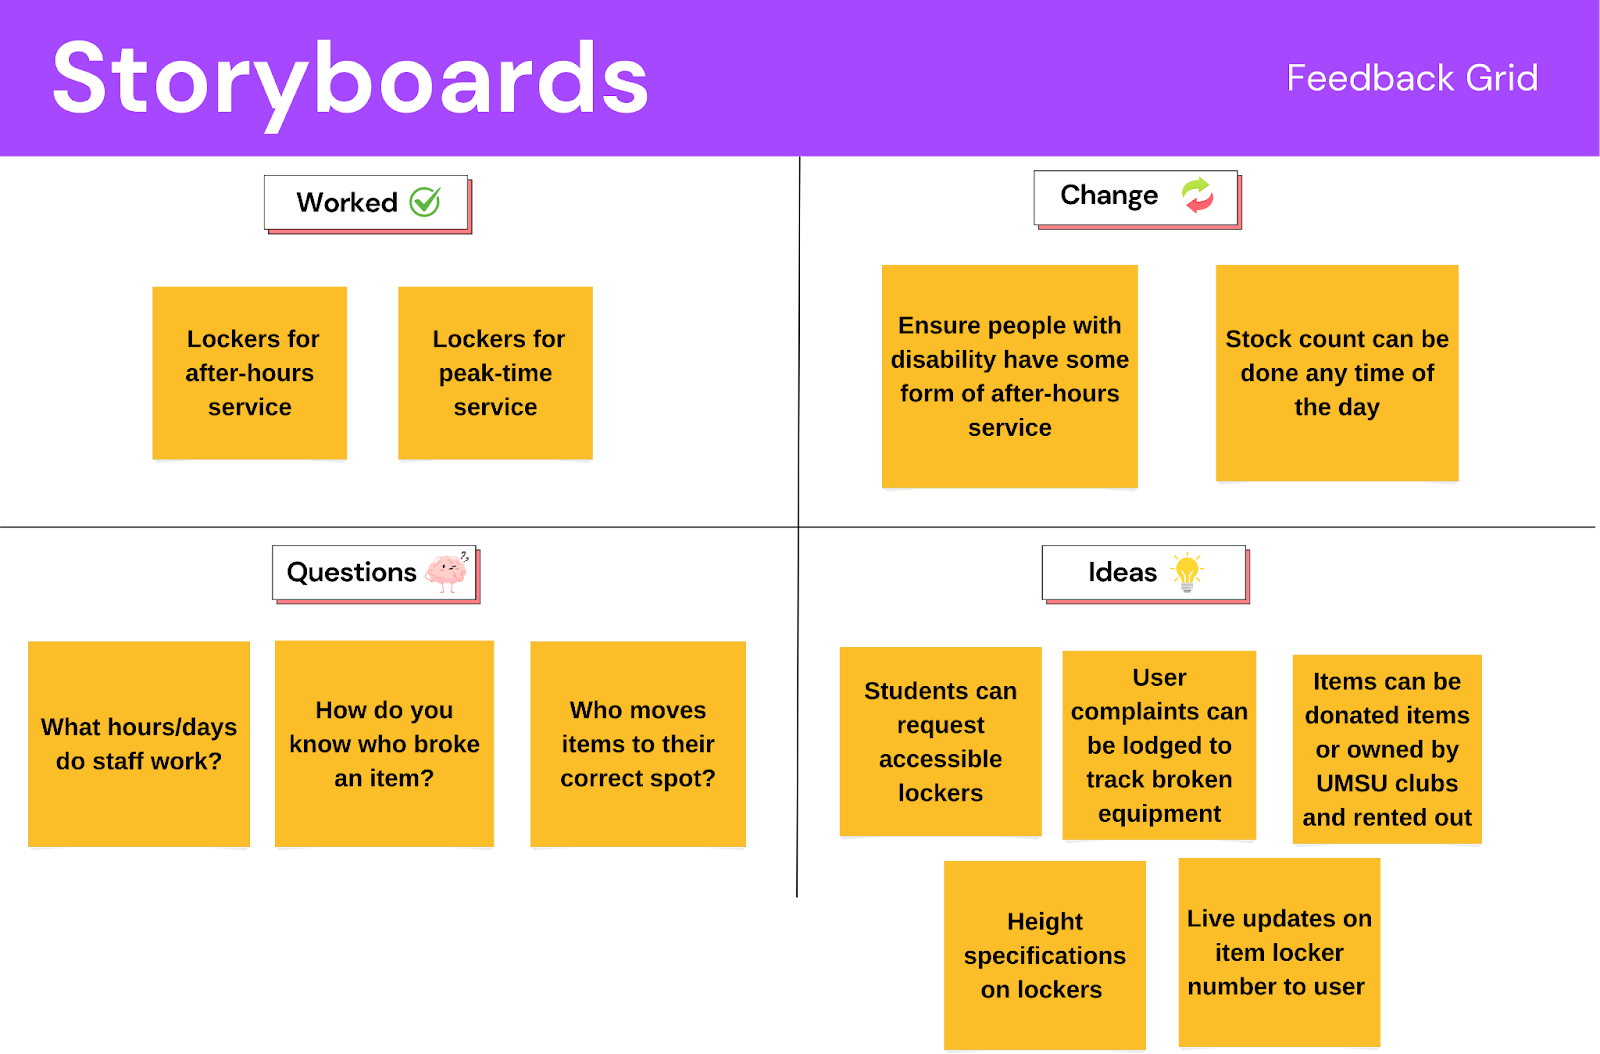 Storyboards
Feedback Grid
Worked
Lockers for
after-hours
service
Lockers for
peak-time
service
Change
Ensure people with
disability have some
form of after-hours
service
Stock count can be
done any time of
the day
Questions
What hours/days
do staff work?
How do you
know who broke
an item?
Who moves
items to their
correct spot?
Ideas
Students can
request
accessible
lockers
User
complaints can
be lodged to
track broken
equipment
Items can be
donated items
or owned by
UMSU clubs
and rented out
Height
specifications
on lockers
Live updates on
item locker
number to user